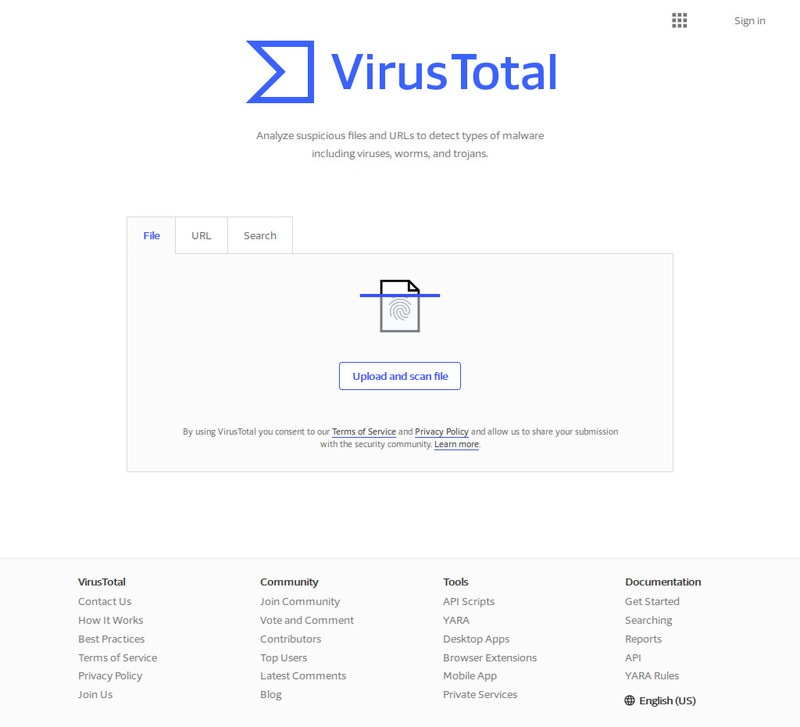 Sign in
VirusTotal
Analyze suspicious files and URLs to detect types of malware
including viruses, worms, and trojans.
File
URL
Search
Upload and scan file
By using VirusTotal you consent to our Terms of Service and Privacy Policy and allow us to share your submission
with the security community. Learn more.
VirusTotal
Contact Us
How It Works
Best Practices
Terms of Service
Privacy Policy
Join Us
Community
Join Community
Vote and Comment
Contributors
Top Users
Latest Comments
Blog
Tools
API Scripts
YARA
Desktop Apps
Browser Extensions
Mobile App
Private Services
Documentation
Get Started
Searching
Reports
API
YARA Rules
English (US)